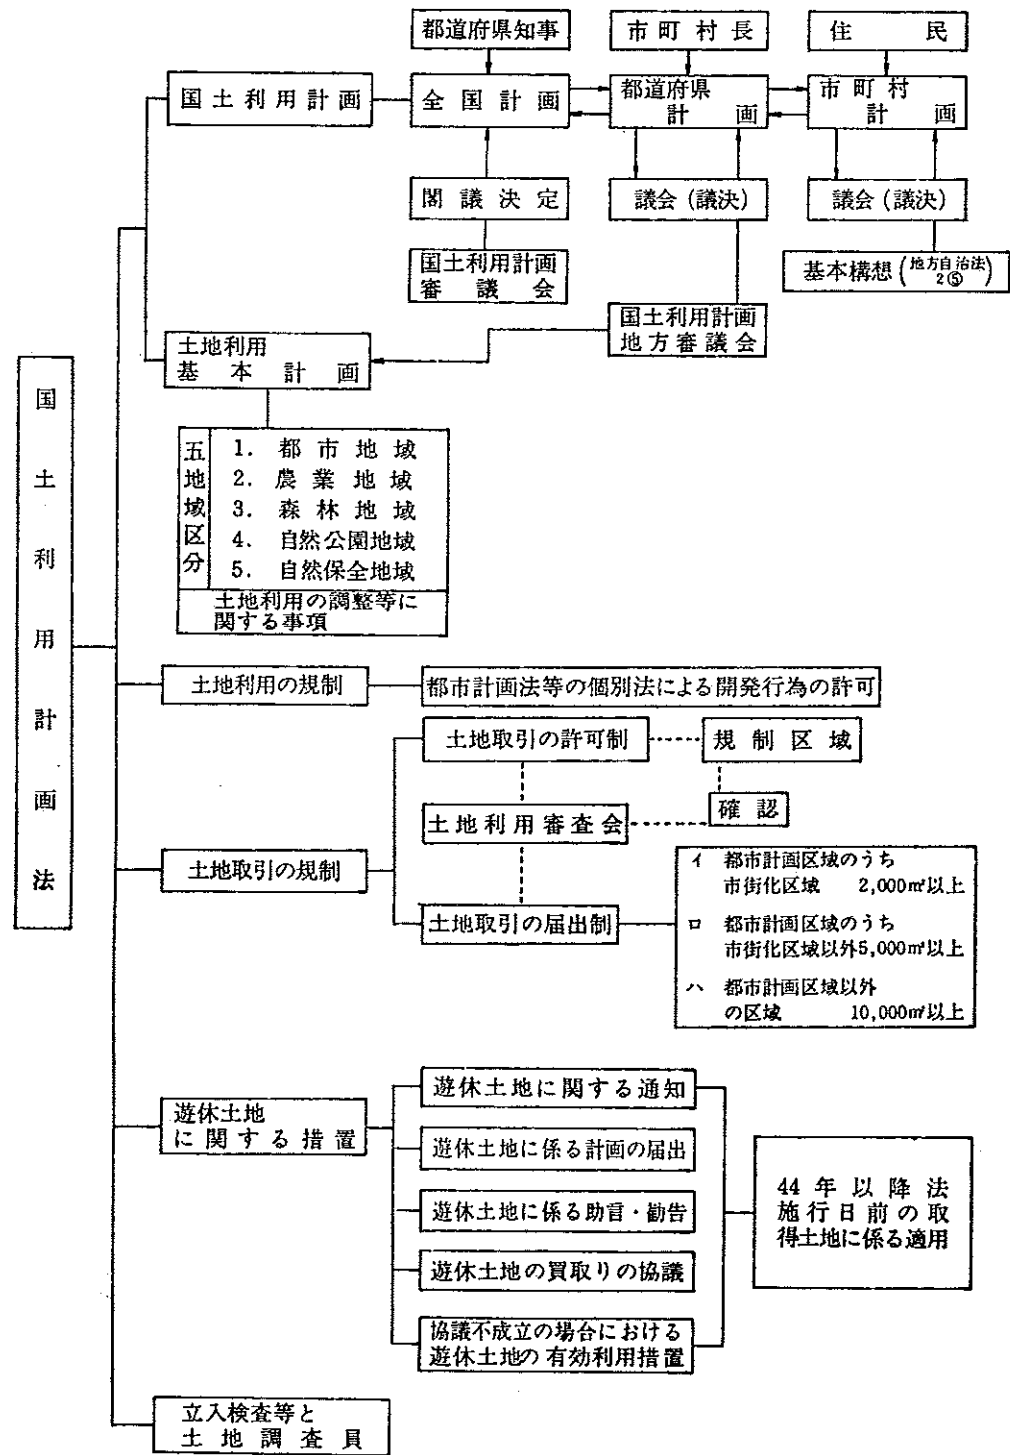 都道府県知事
市町村長
住民
国土利用計画
全国計画
都道府県
計画
市町村
計画
閣議決定
議会(議決)
議会(議決)
国土利用計画
審議会
基本構想(地方自治法
2⑤)
国土利用計画
地方審議会
土地利用
基本計画
国土利用計画法
五地域区分
1. 都市地域
2. 農業地域
3. 森林地域
4. 自然公園地域
5. 自然保全地域
土地利用の調整等に
関する事項
土地利用の規制
都市計画法等の個別法による開発行為の許可
土地取引の許可制
規制区域
確認
土地利用審査会
土地取引の規制
土地取引の届出制
イ 都市計画区域のうち
市街化区域 2,000㎡以上
ロ 都市計画区域のうち
市街化区域以外5,000㎡以上
ハ 都市計画区域以外
の区域 10,000㎡以上
遊休土地
に関する措置
遊休土地に関する通知
遊休土地に係る計画の届出
遊休土地に係る助言・勧告
遊休土地の買取りの協議
協議不成立の場合における
遊休土地の有効利用措置
44年以降法
施行日前の取
得土地に係る適用
立入検査等と
土地調査員